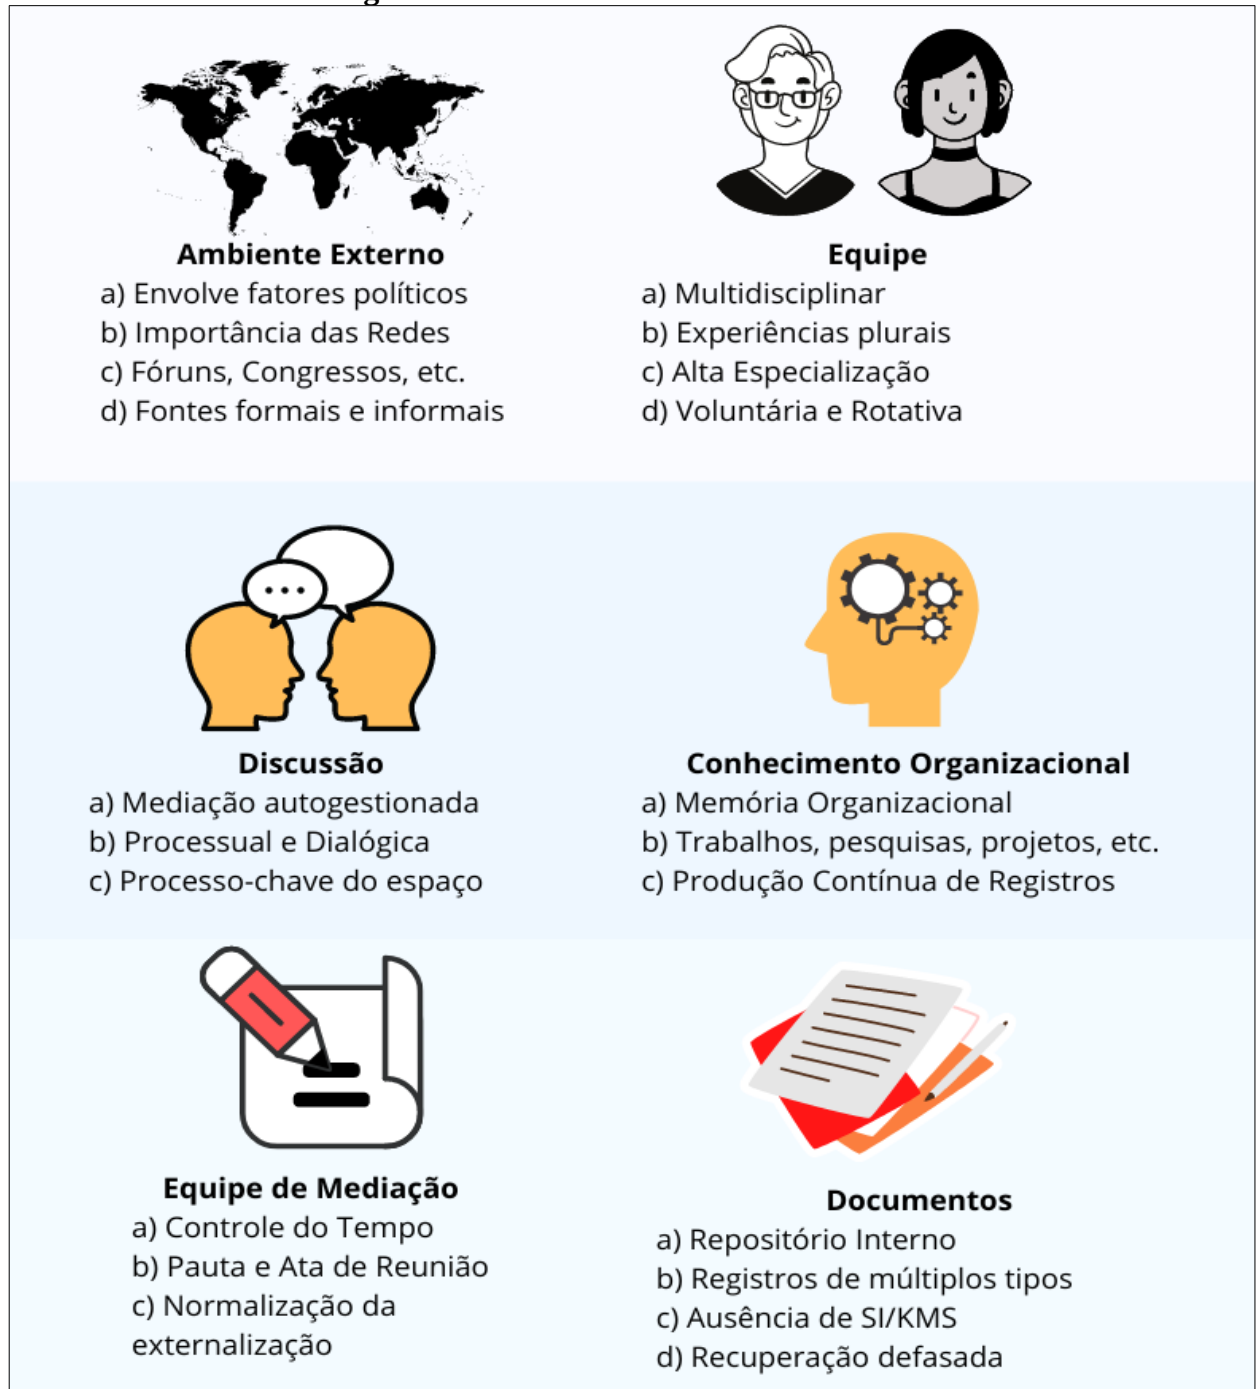 Ambiente Externo
a) Envolve fatores políticos
b) Importância das Redes
c) Fóruns, Congressos, etc.
d) Fontes formais e informais
Equipe
a) Multidisciplinar
b) Experiências plurais
c) Alta Especialização
d) Voluntária e Rotativa
Discussão
a) Mediação autogestionada
b) Processual e Dialógica
c) Processo-chave do espaço
Conhecimento Organizacional
a) Memória Organizacional
b) Trabalhos, pesquisas, projetos, etc.
c) Produção Contínua de Registros
Equipe de Mediação
a) Controle do Tempo
b) Pauta e Ata de Reunião
c) Normalização da
externalização
Documentos
a) Repositório Interno
b) Registros de múltiplos tipos
c) Ausência de SI/KMS
d) Recuperação defasada